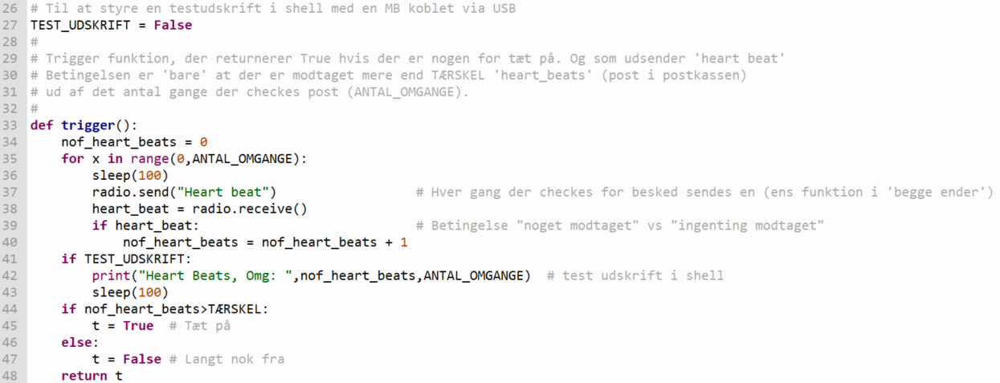 26 # Til at styre en testudskrift i shell med en MB koblet via USB
27 TEST_UDSKRIFT = False
28 #
29 # Trigger funktion, der returnerer True hvis der er nogen for tæt på. Og som udsender 'heart beat'
30 # Betingelsen er 'bare' at der er modtaget mere end TÆRSKEL 'heart_beats' (post i postkassen)
31 # ud af det antal gange der checkes post (ANTAL_OMGANGE).
32 #
33 def trigger():
34     nof_heart_beats = 0
35     for x in range(0,ANTAL_OMGANGE):
36         sleep(100)
37         radio.send("Heart beat")                  # Hver gang der checkes for besked sendes en (ens funktion i 'begge ender')
38         heart_beat = radio.receive()
39         if heart_beat:                            # Betingelse "noget modtaget" vs "ingenting modtaget"
40             nof_heart_beats = nof_heart_beats + 1
41     if TEST_UDSKRIFT:
42         print("Heart Beats, Omg: ",nof_heart_beats,ANTAL_OMGANGE)  # test udskrift i shell
43         sleep(100)
44     if nof_heart_beats>TÆRSKEL:
45         t = True  # Tæt på
46     else:
47         t = False # Langt nok fra
48     return t